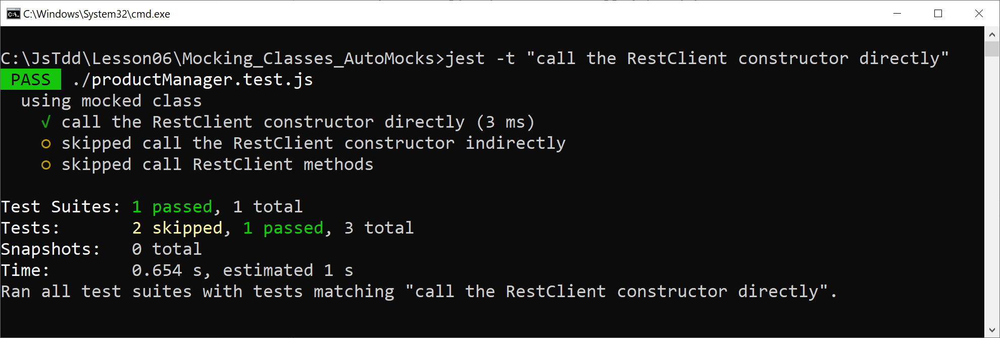 C:\Windows\System32\cmd.exe
C:\JsTdd\Lesson06\Mocking_Classes_AutoMocks>jest -t "call the RestClient constructor directly"
PASS ./productManager.test.js
using mocked class
√ call the RestClient constructor directly (3 ms)
○ skipped call the RestClient constructor indirectly
○ skipped call RestClient methods
Test Suites: 1 passed, 1 total
Tests: 2 skipped, 1 passed, 3 total
Snapshots: 0 total
Time: 0.654 s, estimated 1 s
Ran all test suites with tests matching "call the RestClient constructor directly".